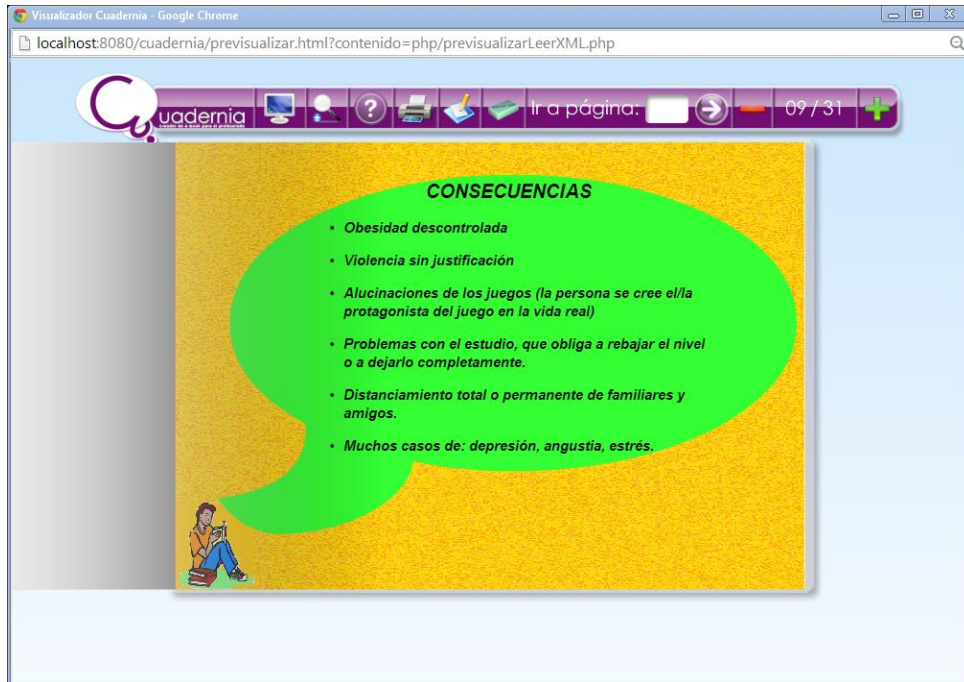 Visualizador Cuadernia - Google Chrome
localhost:8080/cuadernia/previsualizar.html?contenido=php/previsualizarLeerXML.php
uadernia Ir a página: 09/31
CONSECUENCIAS
• Obesidad descontrolada
• Violencia sin justificación
• Alucinaciones de los juegos (la persona se cree el/la
protagonista del juego en la vida real)
• Problemas con el estudio, que obliga a rebajar el nivel
o a dejarlo completamente.
• Distanciamiento total o permanente de familiares y
amigos.
• Muchos casos de: depresión, angustia, estrés.